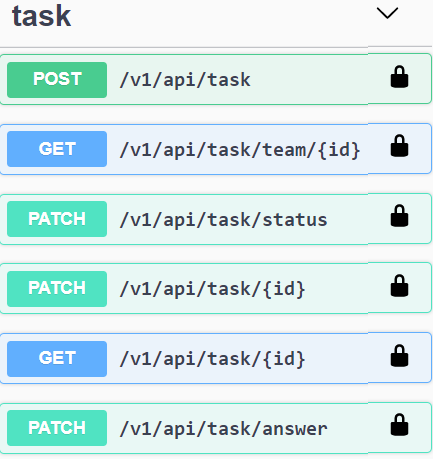 task
POST /v1/api/task
GET /v1/api/task/team/{id}
PATCH /v1/api/task/status
PATCH /v1/api/task/{id}
GET /v1/api/task/{id}
PATCH /v1/api/task/answer